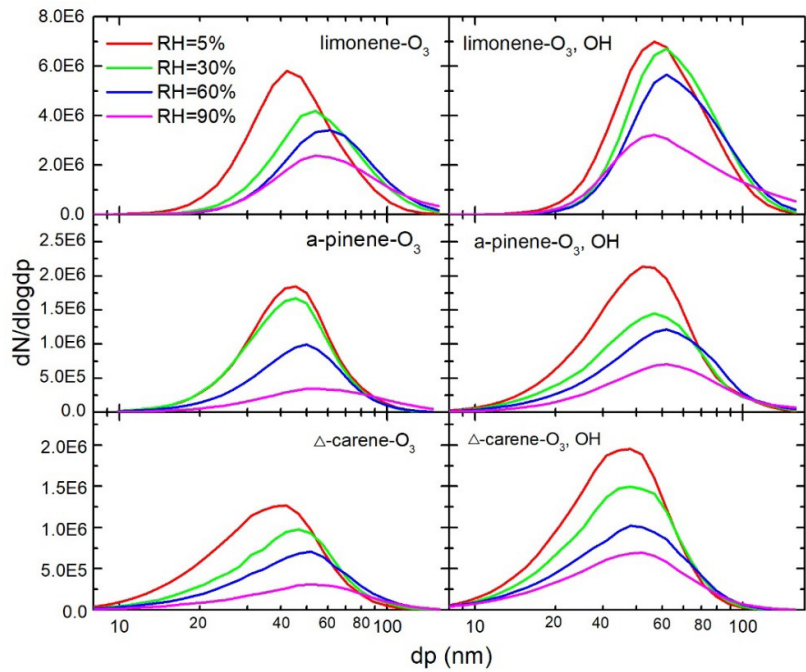 8.0E6
6.0E6
4.0E6
2.0E6
0.0
RH=5%
RH=30%
RH=60%
RH=90%
limonene-O₃
limonene-O₃, OH
2.5E6
2.0E6
1.5E6
1.0E6
5.0E5
0.0
a-pinene-O₃
a-pinene-O₃, OH
dN/dlogdp
2.0E6
1.5E6
1.0E6
5.0E5
0.0
△-carene-O₃
△-carene-O₃, OH
10 20 40 60 80 100
10 20 40 60 80 100
dp (nm)